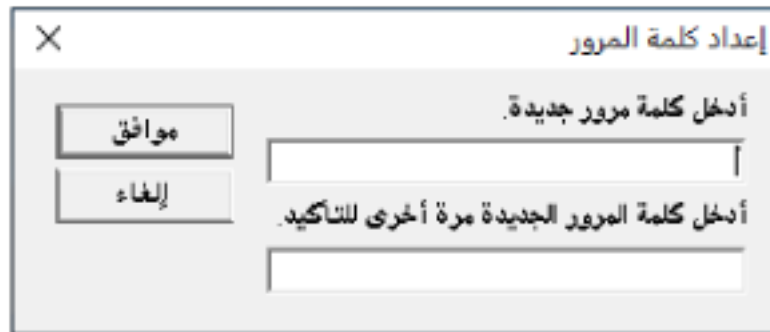 إعداد كلمة المرور
أدخل كلمة مرور جديدة.
موافق
إلغاء
أدخل كلمة المرور الجديدة مرة أخرى للتأكيد.